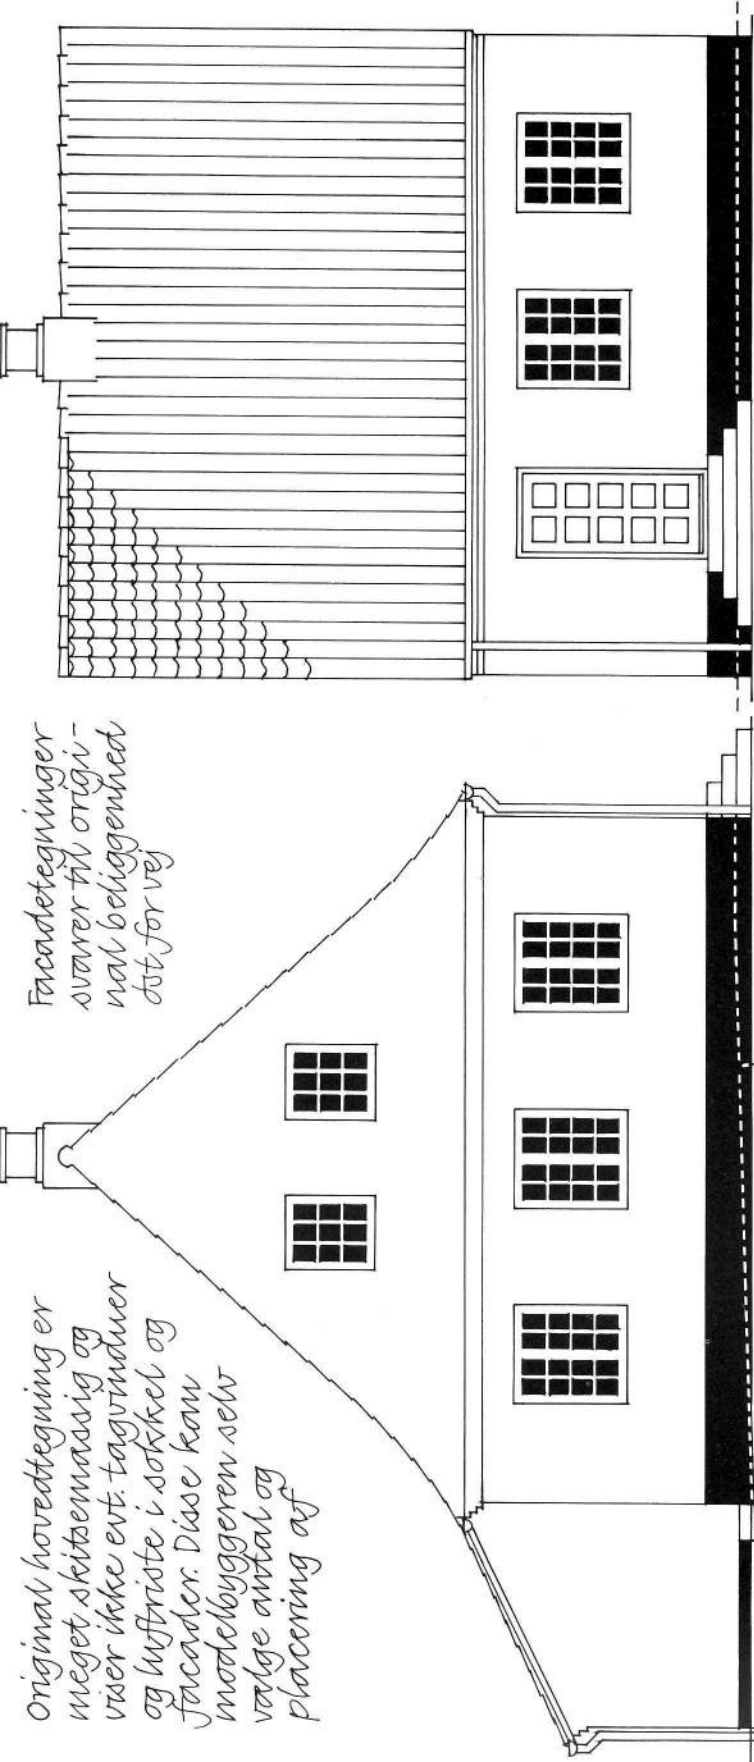 Original hovedtegning er
meget skitsemæssig og
viser ikke evt. tagvinduer
og luftriste i sokkel og
facader. Disse kan
modelbyggeren selv
vælge antal og
placering af
Facadetegninger
svarer til origi-
nal beliggenhed
øst for vej